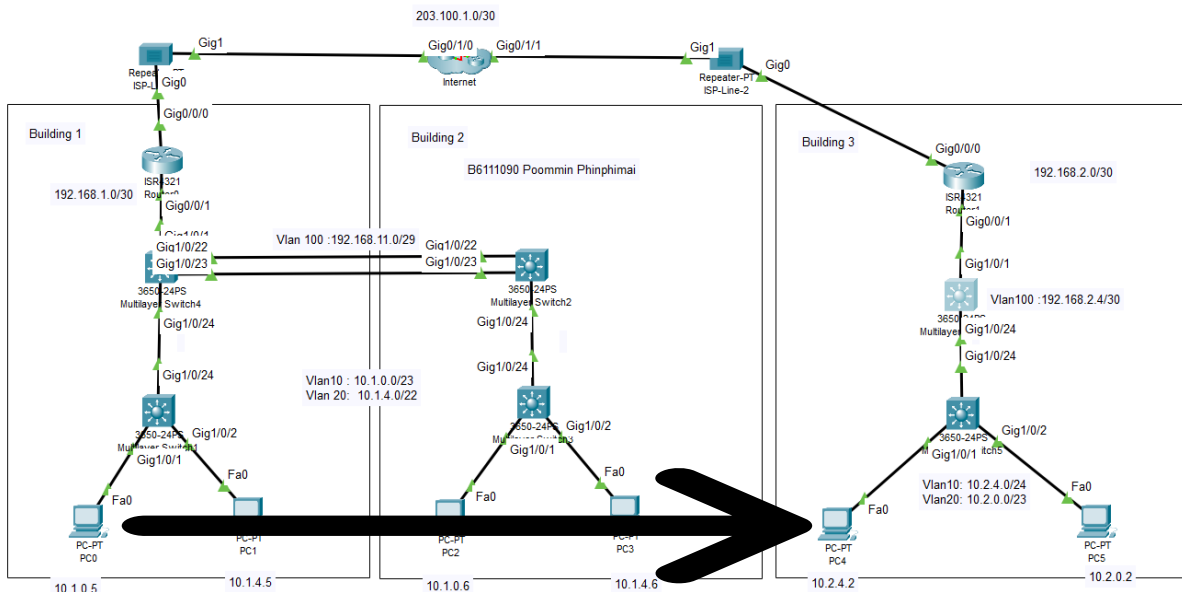 203.100.1.0/30
Gig1
Gig0/1/0
Gig0/1/1
Gig1
Internet
Repeater-PT
ISP-Line-2
Gig0
Gig0
Gig0/0/0
Building 1
Building 2
Building 3
B6111090 Poommin Phinphimai
Gig0/0/0
ISR4321
192.168.1.0/30
Gig0/0/1
ISR4321
192.168.2.0/30
Gig0/0/1
Gig1/0/22
Gig1/0/23
Vlan 100 :192.168.11.0/29
Gig1/0/22
Gig1/0/23
Gig1/0/1
3650-24PS
Multilayer Switch4
3650-24PS
Multilayer Switch2
Vlan100 :192.168.2.4/30
Gig1/0/24
Gig1/0/24
Gig1/0/24
Gig1/0/24
Gig1/0/24
Gig1/0/24
Vlan10 : 10.1.0.0/23
Vlan 20: 10.1.4.0/22
3650-24PS
3650-24PS
3650-24PS
Gig1/0/2
Gig1/0/1
Gig1/0/2
Gig1/0/1
Gig1/0/2
Gig1/0/1
Vlan10: 10.2.4.0/24
Vlan20: 10.2.0.0/23
Fa0
Fa0
Fa0
Fa0
Fa0
Fa0
PC-PT
PC0
PC-PT
PC1
PC-PT
PC2
PC-PT
PC3
PC-PT
PC4
PC-PT
PC5
10.1.0.5
10.1.4.5
10.1.0.6
10.1.4.6
10.2.4.2
10.2.0.2